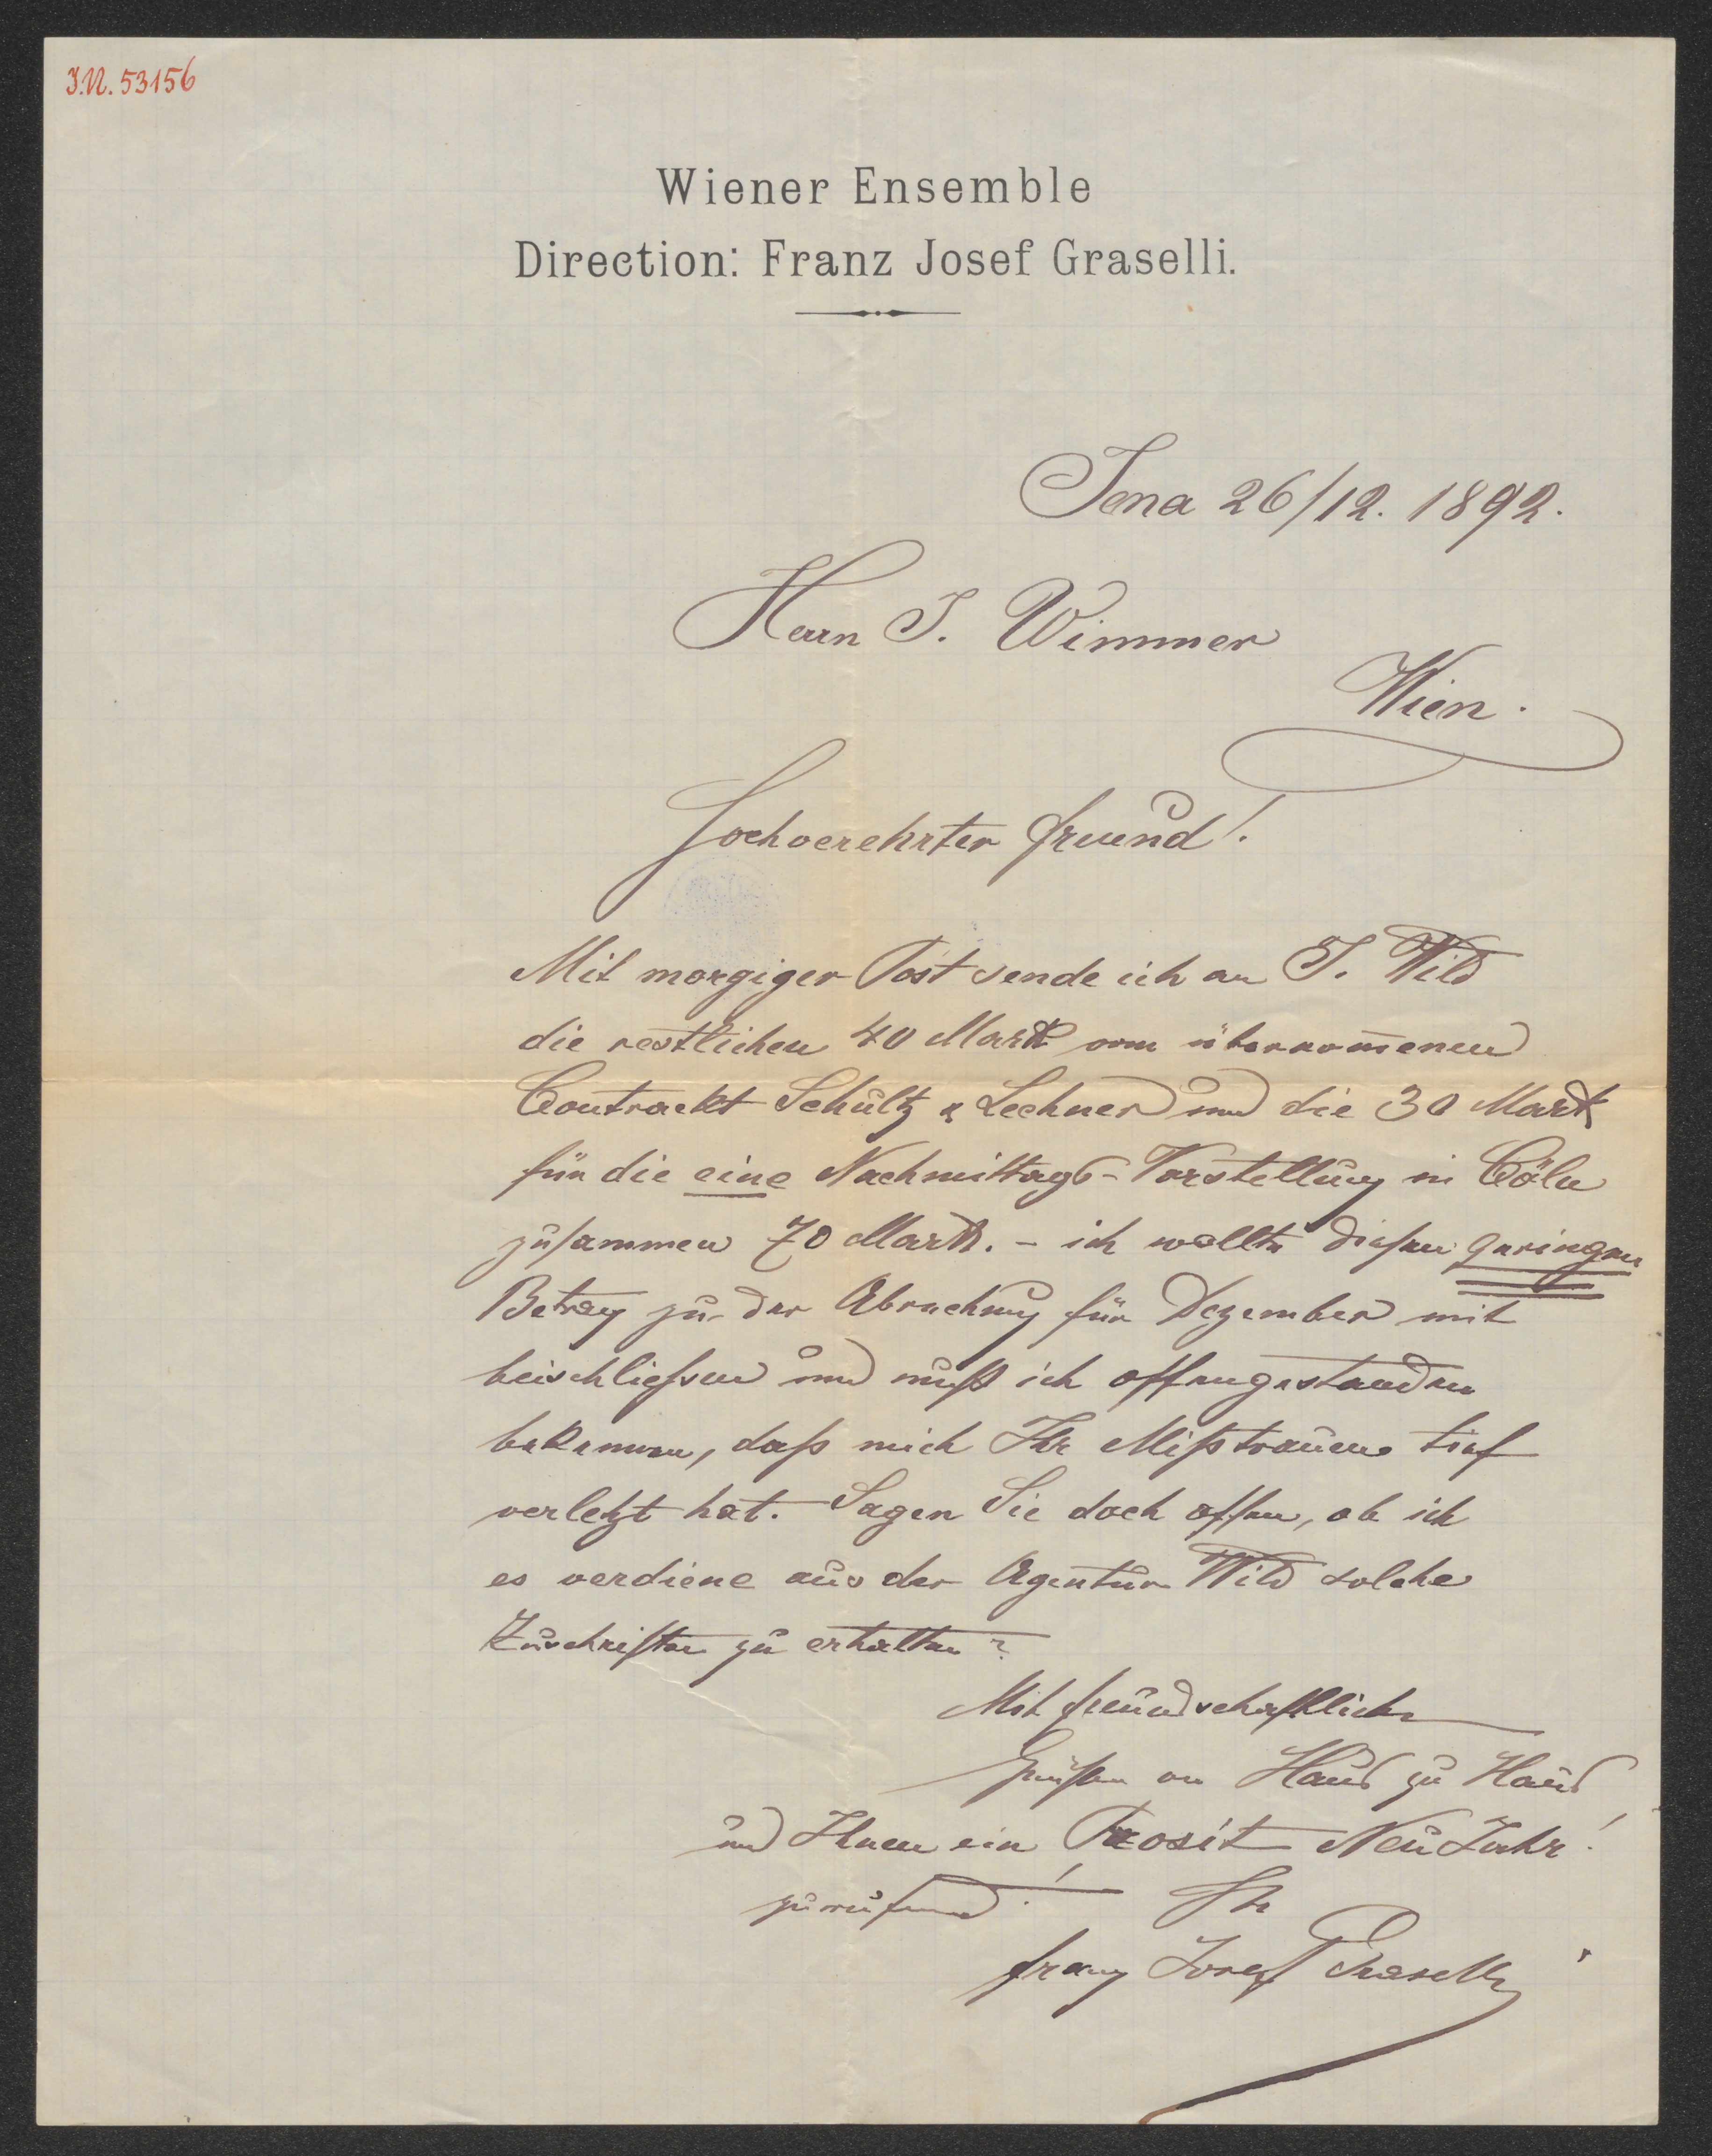 I.N. 53156
Wiener Ensemble
Direction: Franz Josef Graselli.
Jena 26/12. 1892.
Herrn J. Wimmer
Wien.
Hochverehrter Freund!
Mit morgiger Post sende ich an J. Wild
die restlichen 40 Mark vom übernom̄enen
Contrackt Schultz & Lechner und die 30 Mark
für die eine Nachmittags-Vorstellung in Cöln
zusammen 70 Mark. - ich wollte diesen geringen
Betrag zu der Abrechnung für Dezember mit
beischließen und muß ich offengestanden
bekennen, daß mich Ihr Mißtrauen tief
verletzt hat. Sagen Sie doch offen, ob ich
es verdiene aus der Agentur Wild solche
Zuschriften zu erhalten?
Mit freundschaftlichen
Grüßen von Haus zu Haus
und Ihnen ein Prosit Neu Jahr!
zurufend! Ihr
Franz Josef Graselli